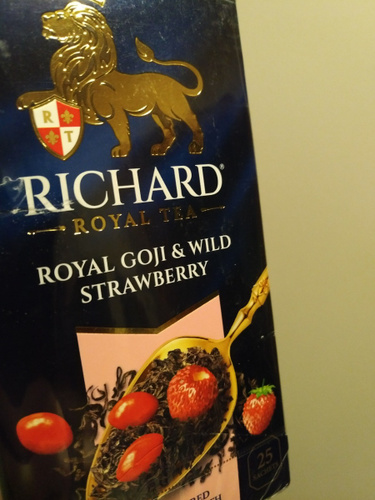 R
T
RICHARD®
ROYAL TEA
ROYAL GOJI & WILD
STRAWBERRY
25